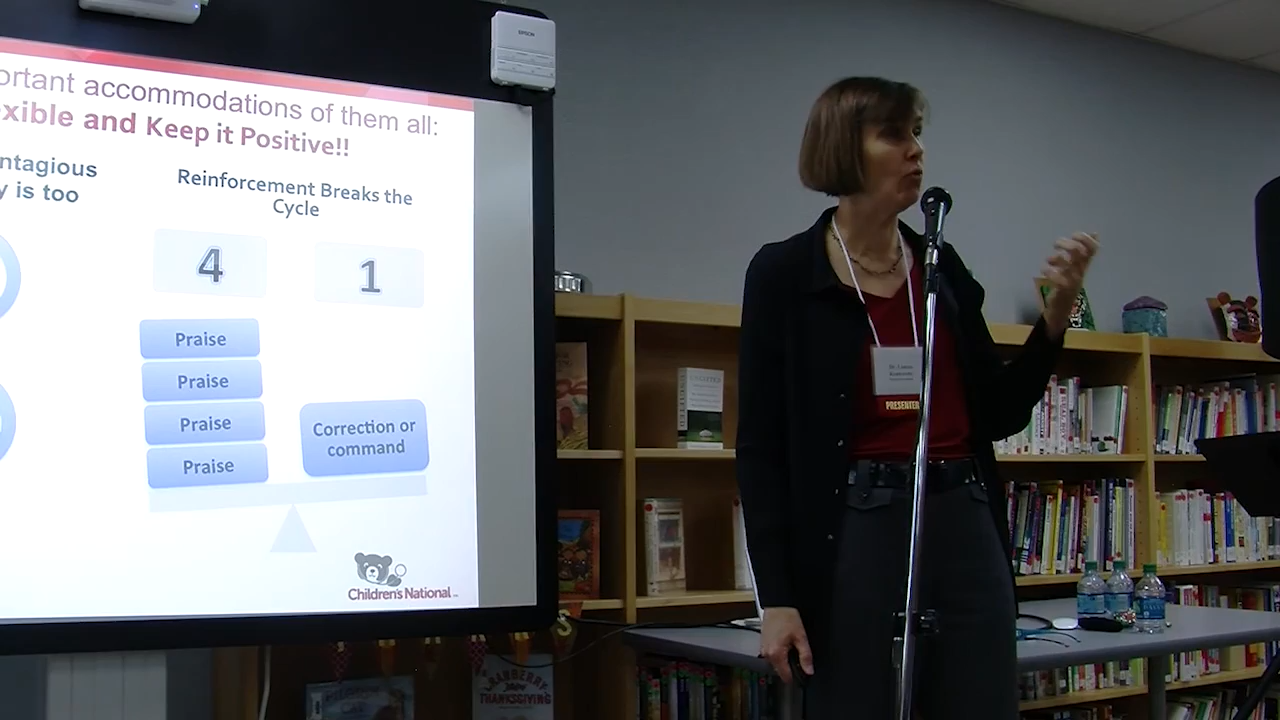 ortant accommodations of them all:
exible and Keep it Positive!!
ntagious
y is too
Reinforcement Breaks the
Cycle
4
1
Praise
Praise
Praise
Praise
Correction or
command
Children's National
EPSON
PRESENTER
CRANBERRY
THANKSGIVING